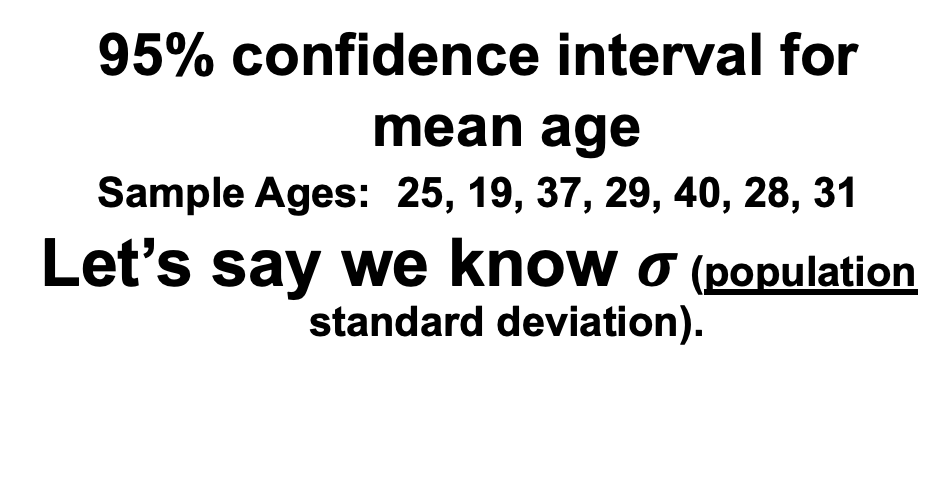 95% confidence interval for
mean age
Sample Ages: 25, 19, 37, 29, 40, 28, 31
Let’s say we know σ (population
standard deviation).